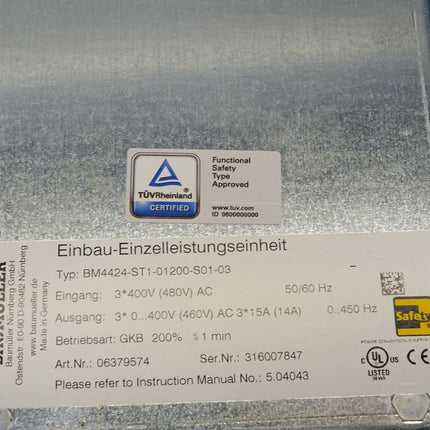 TÜVRheinland
CERTIFIED
Functional
Safety
Type
Approved
www.tuv.com
ID 0600000000
BAUMÜLLER
Baumüller Nürnberg GmbH
Ostendstr. 80-90 D.90482 Nürnberg
www.baumueller.de
Made in Germany
Einbau-Einzelleistungseinheit
Typ: BM4424-ST1-01200-S01-03
Eingang: 3*400V (480V) AC 50/60 Hz
Ausgang: 3* 0...400V (460V) AC 3*15A (14A) 0..450 Hz
Betriebsart: GKB 200% ≦1 min
Art.Nr.: 06379574 Ser.Nr.: 316007847
Please refer to Instruction Manual No.: 5.04043
Safety
UL
LISTED